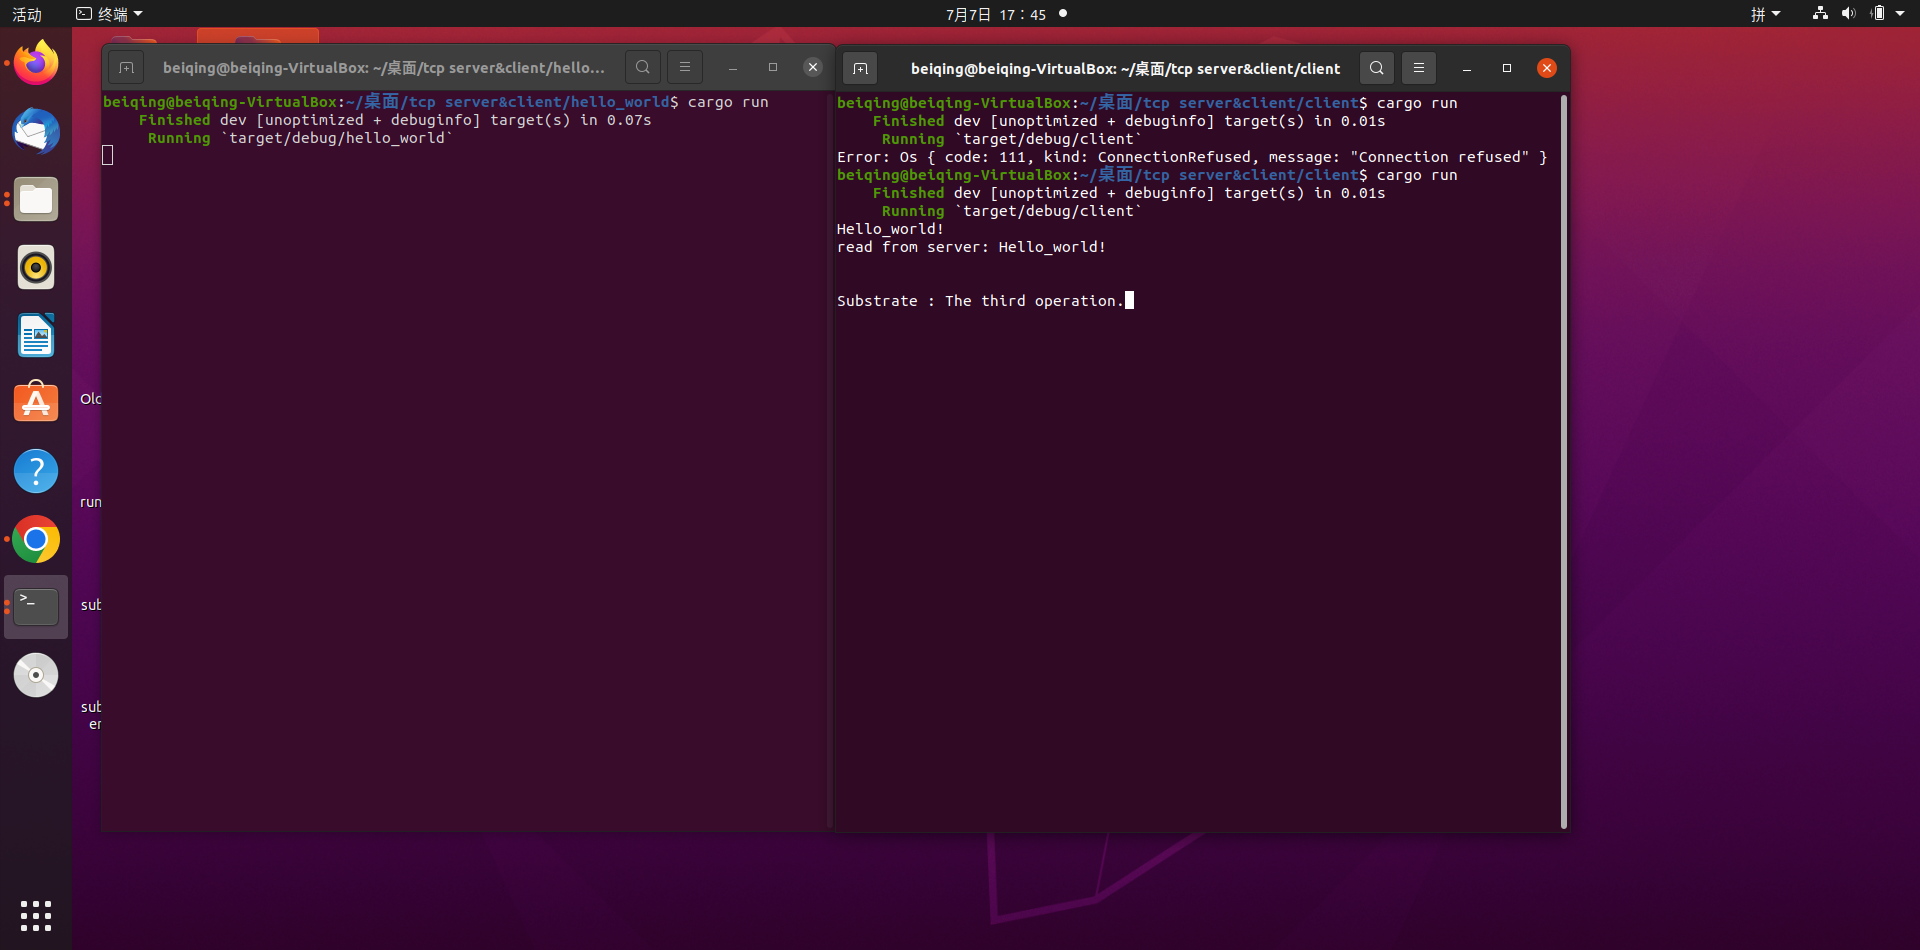 活动
终端
7月7日 17：45
拼
beiqing@beiqing-VirtualBox: ~/桌面/tcp server&client/hello...
beiqing@beiqing-VirtualBox:~/桌面/tcp server&client/hello_world$ cargo run
Finished dev [unoptimized + debuginfo] target(s) in 0.07s
Running `target/debug/hello_world`
beiqing@beiqing-VirtualBox: ~/桌面/tcp server&client/client
beiqing@beiqing-VirtualBox:~/桌面/tcp server&client/client$ cargo run
Finished dev [unoptimized + debuginfo] target(s) in 0.01s
Running `target/debug/client`
Error: Os { code: 111, kind: ConnectionRefused, message: "Connection refused" }
beiqing@beiqing-VirtualBox:~/桌面/tcp server&client/client$ cargo run
Finished dev [unoptimized + debuginfo] target(s) in 0.01s
Running `target/debug/client`
Hello_world!
read from server: Hello_world!
Substrate : The third operation.
run
sub
sub